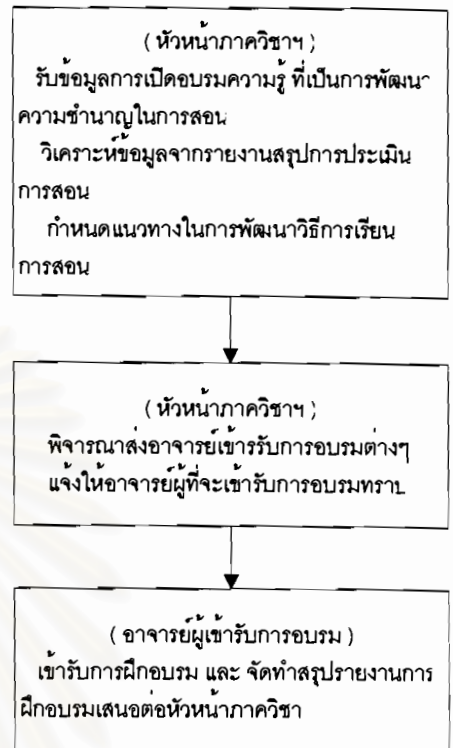 (หัวหน้าภาควิชาฯ)
รับข้อมูลการเปิดอบรมความรู้ ที่เป็นการพัฒนา
ความชำนาญในการสอน
วิเคราะห์ข้อมูลจากรายงานสรุปการประเมิน
การสอน
กำหนดแนวทางในการพัฒนาวิธีการเรียน
การสอน
(หัวหน้าภาควิชาฯ)
พิจารณาส่งอาจารย์เข้ารรับการอบรมต่างๆ
แจ้งให้อาจารย์ผู้ที่จะเข้ารับการอบรมทราบ
(อาจารย์ผู้เข้ารับการอบรม)
เข้ารับการฝึกอบรม และ จัดทำสรุปรายงานการ
ฝึกอบรมเสนอต่อหัวหน้าภาควิชา